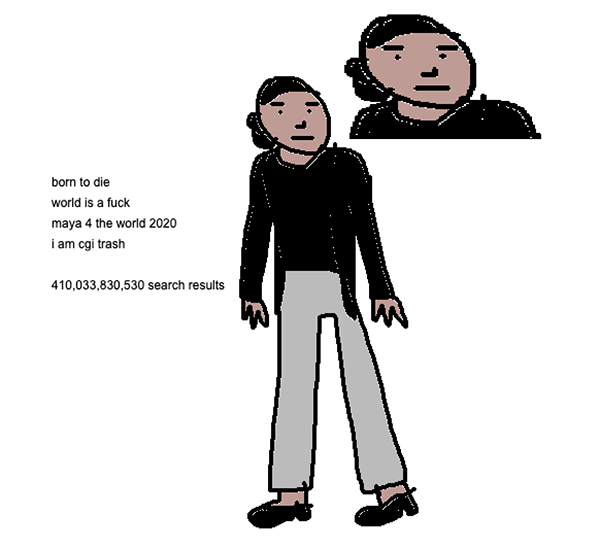 born to die
world is a fuck
maya 4 the world 2020
i am cgi trash
410,033,830,530 search results